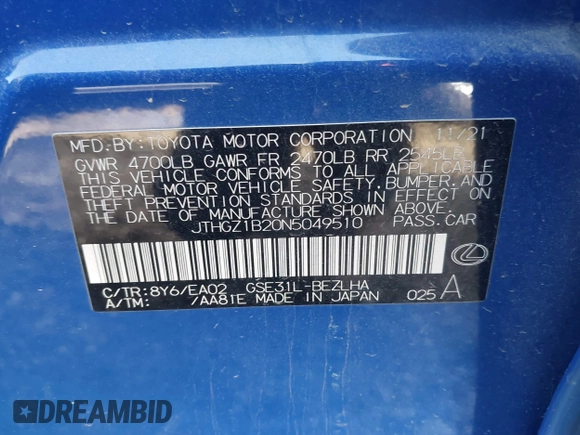 MFD.BY:TOYOTA MOTOR CORPORATION 11/21
GVWR 4700LB GAWR FR 2470LB RR 2545LB
THIS VEHICLE CONFORMS TO ALL APPLICABLE
FEDERAL MOTOR VEHICLE SAFETY,BUMPER,AND
THEFT PREVENTION STANDARDS IN EFFECT ON
THE DATE OF MANUFACTURE SHOWN ABOVE.
JTHGZ1B20N5049510 PASS.CAR
C/TR:8Y6/EA02 GSE31L-BEZLHA
A/TM: /AA81E MADE IN JAPAN 025 A
DREAMBID